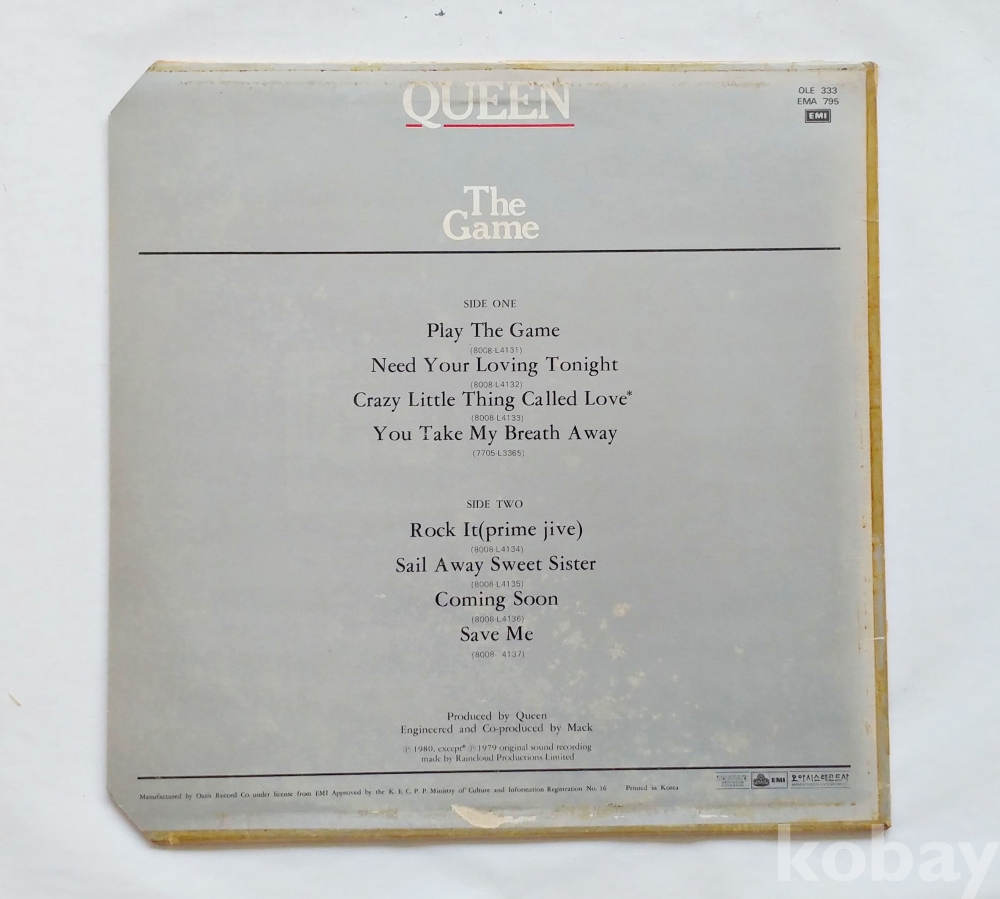 QUEEN
OLE 333
EMA 795
EMI
The
Game
SIDE ONE
Play The Game
(8008-L4131)
Need Your Loving Tonight
(8008-L4132)
Crazy Little Thing Called Love*
(8008-L4133)
You Take My Breath Away
(7705-L3365)
SIDE TWO
Rock It(prime jive)
(8008-L4134)
Sail Away Sweet Sister
(8008-L4135)
Coming Soon
(8008-L4136)
Save Me
(8008- 4137)
Produced by Queen
Engineered and Co-produced by Mack
℗ 1980, except* ℗ 1979 original sound recording
made by Raincloud Productions Limited
EMI 오아시스레코드사
Manufactured by Oasis Record Co. under license from EMI Approved by the K. E. C. P. P. Ministry of Culture and Information Registration No. 16 Printed in Korea
kobay